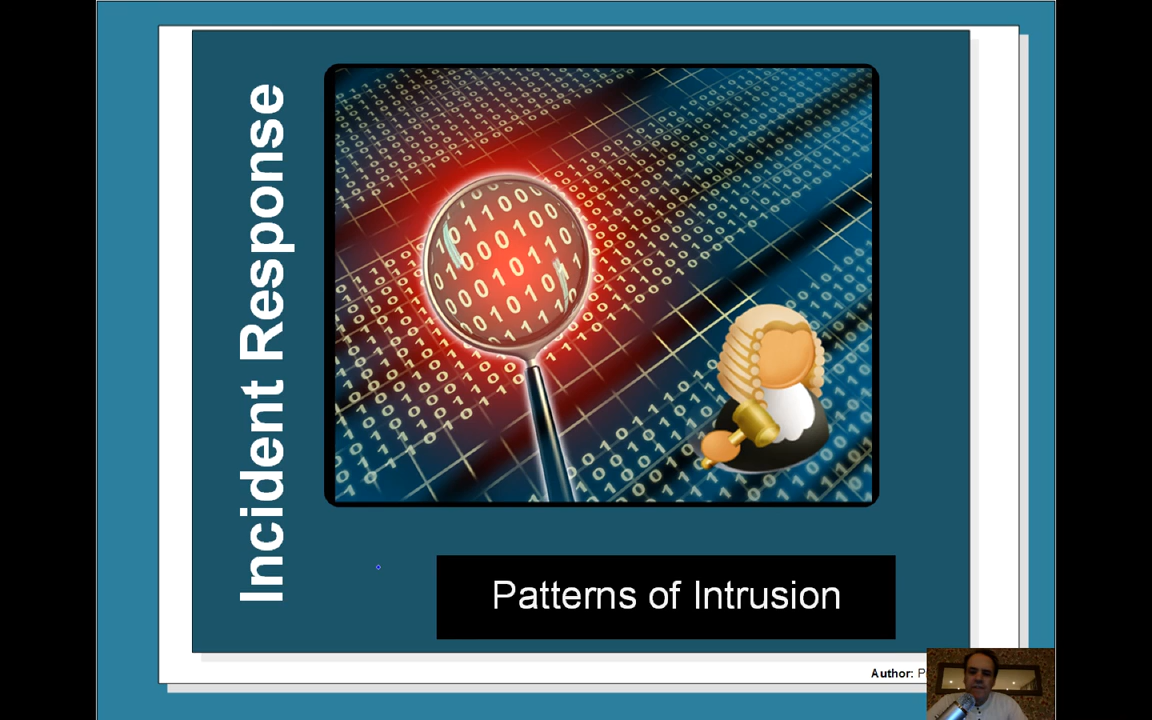 Incident Response
Patterns of Intrusion
Author: